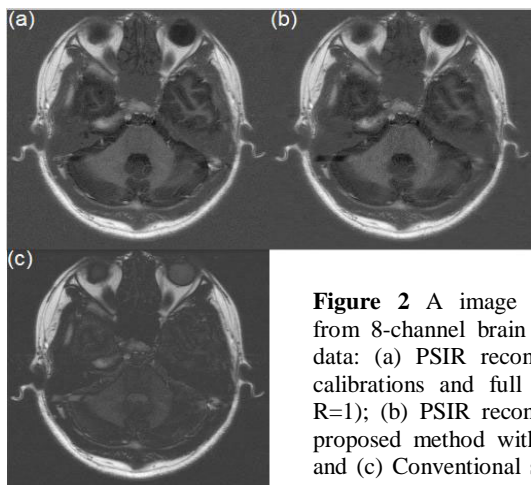 (a)
(b)
(c)
Figure 2 A image
from 8-channel brain
data: (a) PSIR recon
calibrations and full
R=1); (b) PSIR recon
proposed method with
and (c) Conventional s